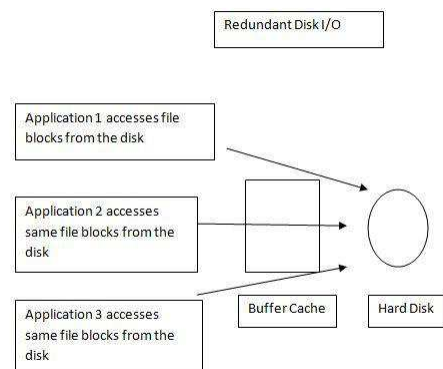 Redundant Disk I/O
Application 1 accesses file
blocks from the disk
Application 2 accesses
same file blocks from the
disk
Application 3 accesses
same file blocks from the
disk
Buffer Cache
Hard Disk